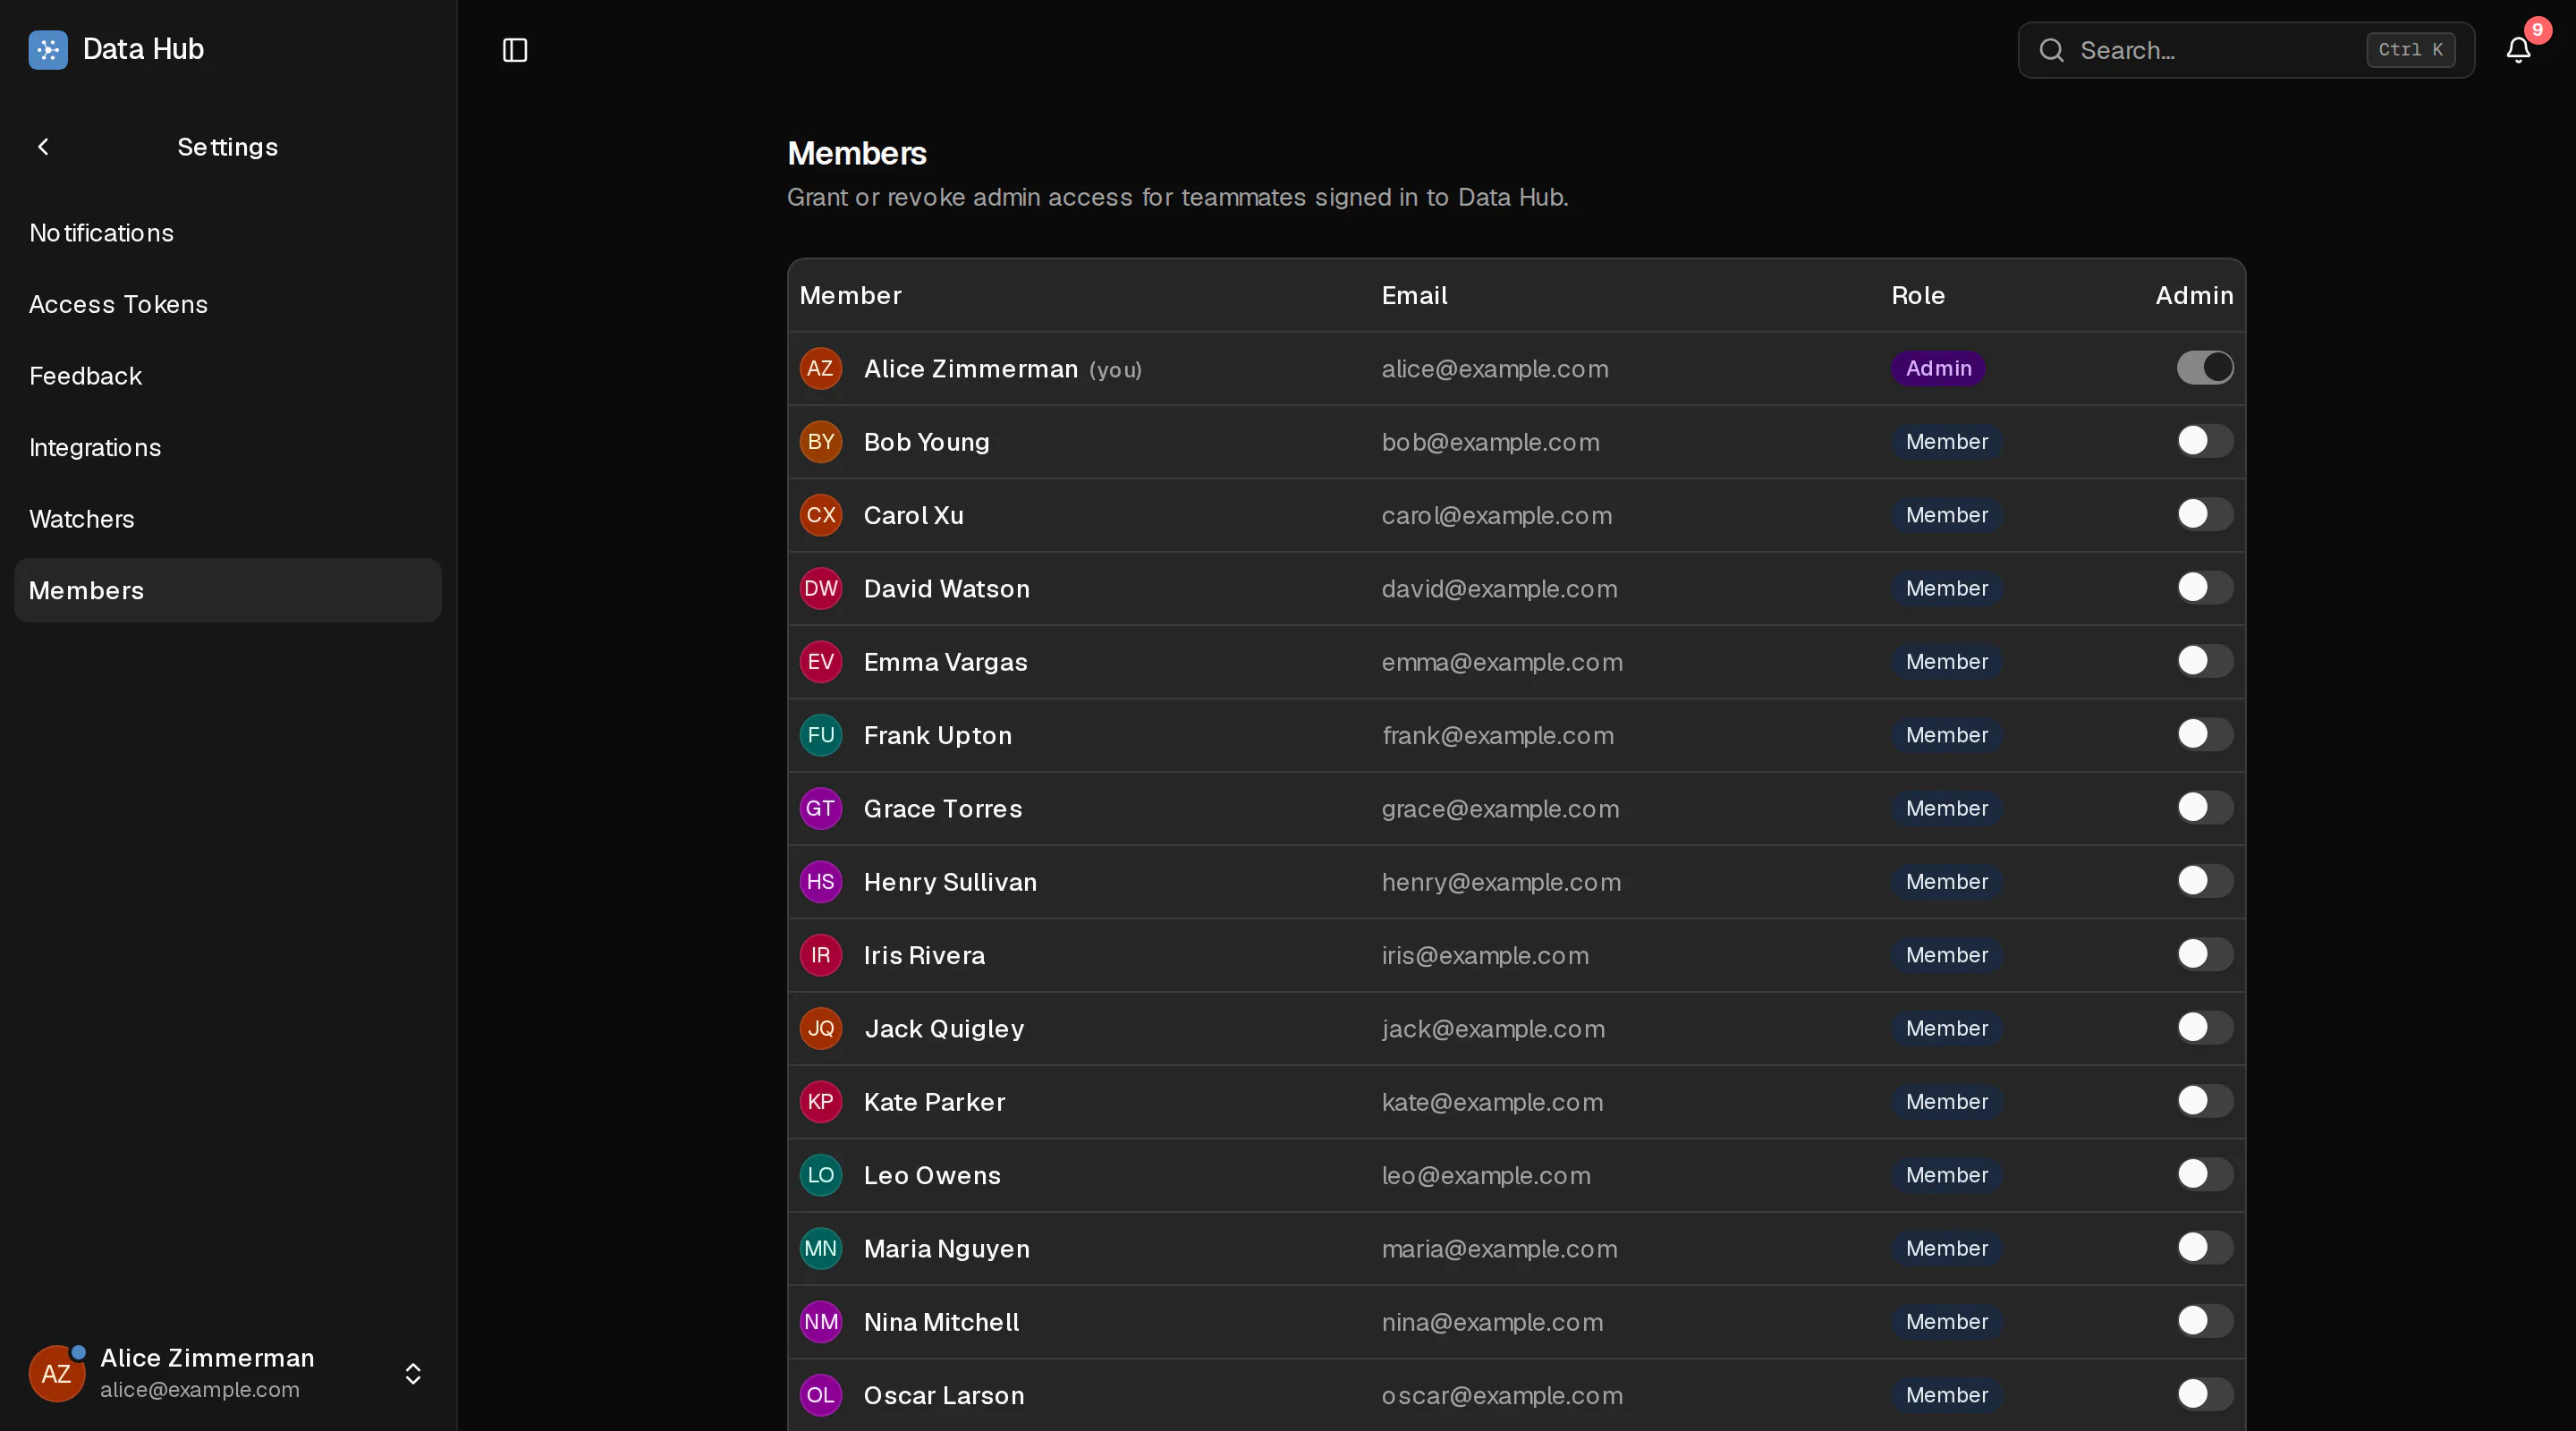 Data Hub
Search... Ctrl K
9
Settings
Notifications
Access Tokens
Feedback
Integrations
Watchers
Members
Members
Grant or revoke admin access for teammates signed in to Data Hub.
Member Email Role Admin
AZ Alice Zimmerman (you) alice@example.com Admin
BY Bob Young bob@example.com Member
CX Carol Xu carol@example.com Member
DW David Watson david@example.com Member
EV Emma Vargas emma@example.com Member
FU Frank Upton frank@example.com Member
GT Grace Torres grace@example.com Member
HS Henry Sullivan henry@example.com Member
IR Iris Rivera iris@example.com Member
JQ Jack Quigley jack@example.com Member
KP Kate Parker kate@example.com Member
LO Leo Owens leo@example.com Member
MN Maria Nguyen maria@example.com Member
NM Nina Mitchell nina@example.com Member
OL Oscar Larson oscar@example.com Member
AZ Alice Zimmerman
alice@example.com